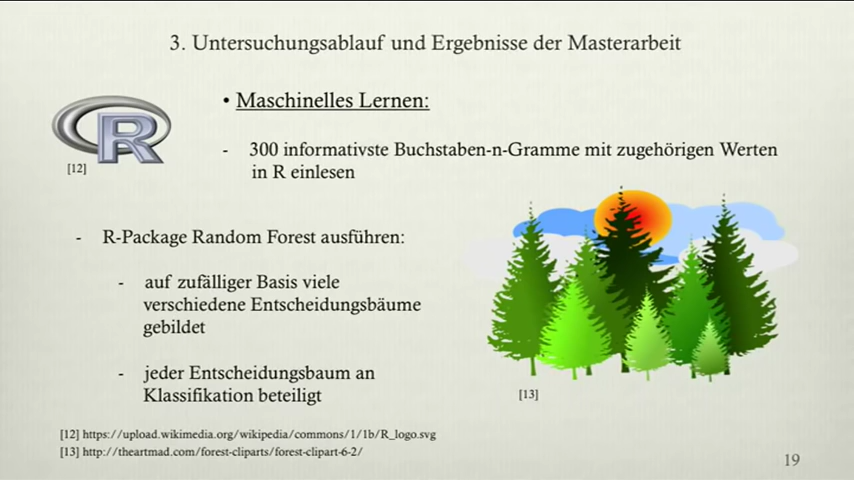 3. Untersuchungsablauf und Ergebnisse der Masterarbeit
• Maschinelles Lernen:
R
[12]
- 300 informativste Buchstaben-n-Gramme mit zugehörigen Werten
in R einlesen
- R-Package Random Forest ausführen:
- auf zufälliger Basis viele
verschiedene Entscheidungsbäume
gebildet
- jeder Entscheidungsbaum an
Klassifikation beteiligt
[13]
[12] https://upload.wikimedia.org/wikipedia/commons/1/1b/R_logo.svg
[13] http://theartmad.com/forest-cliparts/forest-clipart-6-2/
19